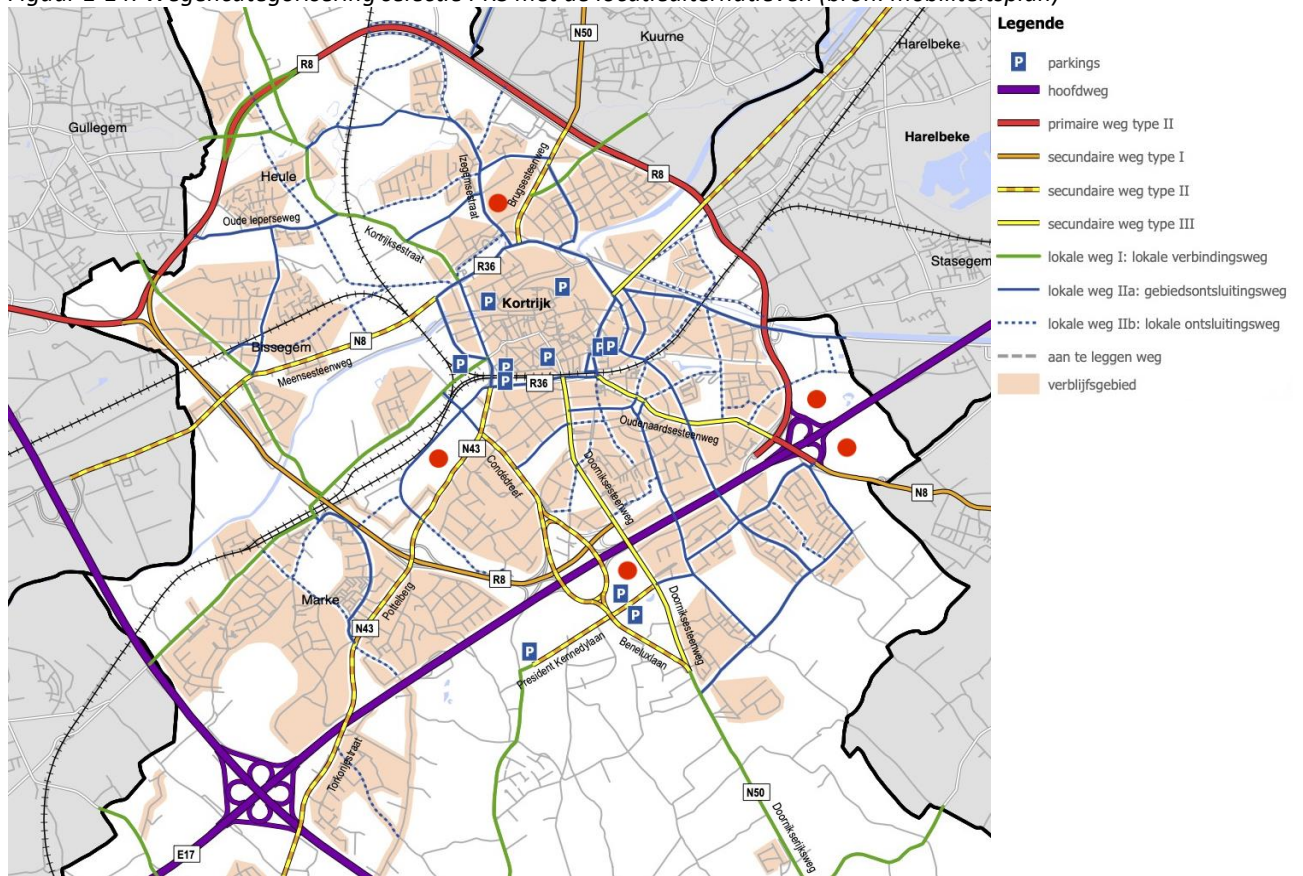 Figuur Wegencategorisering selectie met de locatiealternatieven (bron: mobiliteitsplan)
Legende
P parkings
hoofdweg
primaire weg type II
secundaire weg type I
secundaire weg type II
secundaire weg type III
lokale weg I: lokale verbindingsweg
lokale weg IIa: gebiedsontsluitingsweg
lokale weg IIb: lokale ontsluitingsweg
aan te leggen weg
verblijfsgebied
N50
Kuurne
Harelbeke
R8
Gullegem
Harelbeke
Heule
Izegemsestraat
Brugsesteenweg
R8
Oude Ieperseweg
Kortrijksestraat
Stasegem
R36
P
P
Kortrijk
N8
Bissegem
Meensesteenweg
P
P
P
P
P
P
R36
Oudenaardsesteenweg
N43
Condédreef
Doorniksesteenweg
N8
R8
P
P
Marke
Pottelberg
N43
Doorniksesteenweg
Beneluxlaan
P
President Kennedylaan
Torkonjestraat
N50
Doornikserijksweg
E17